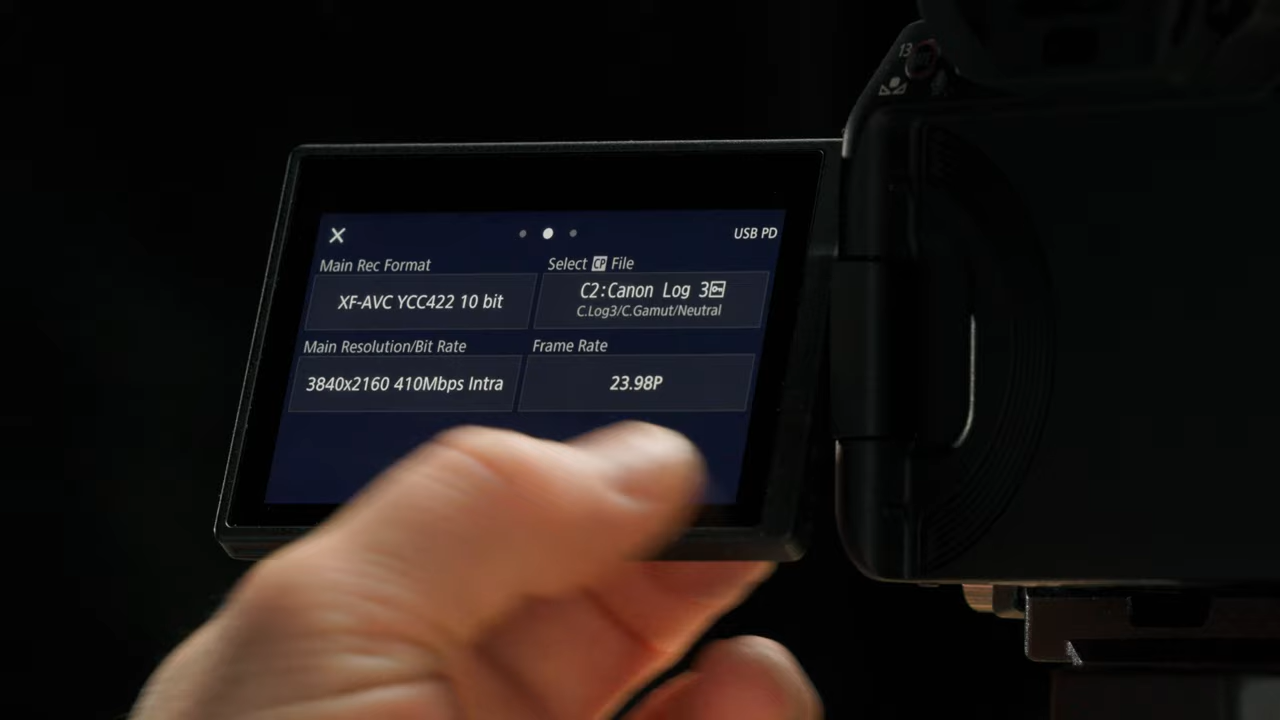 USB PD
Main Rec Format
Select CP File
XF-AVC YCC422 10 bit
C2:Canon Log 3
C.Log3/C.Gamut/Neutral
Main Resolution/Bit Rate
Frame Rate
3840x2160 410Mbps Intra
23.98P
13